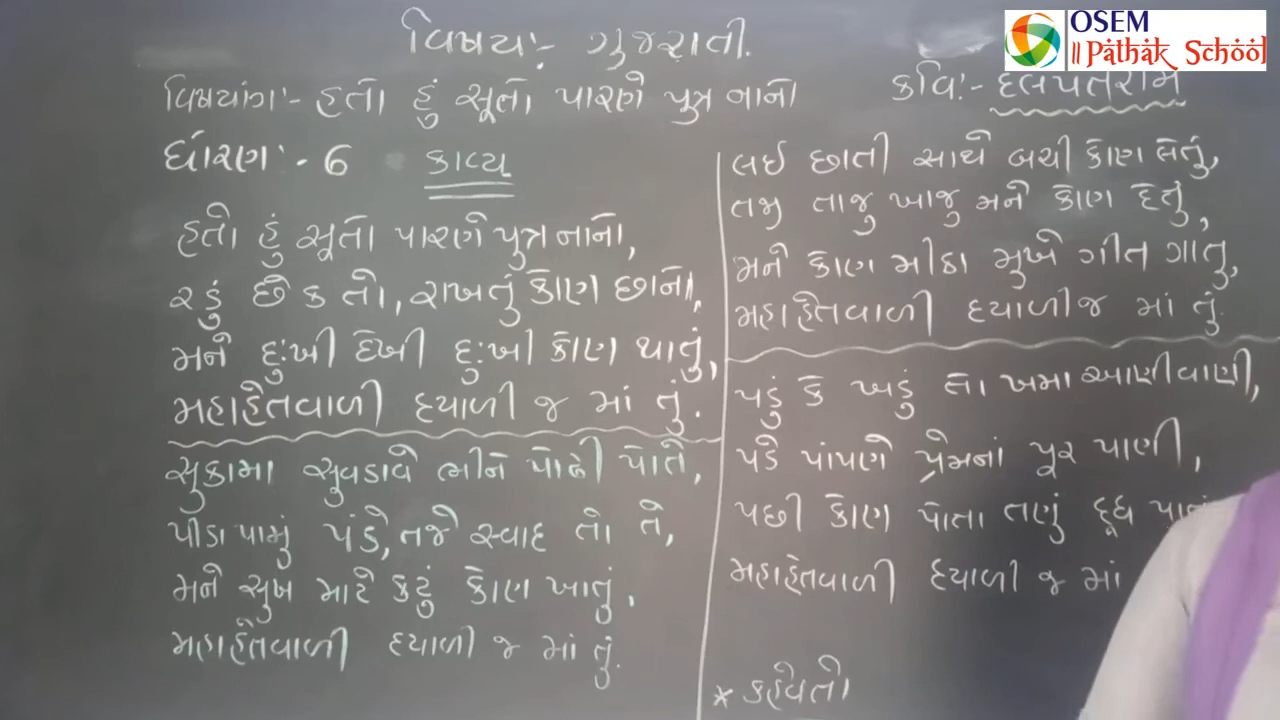 OSEM
Pathak School
વિષય:- ગુજરાતી.
વિષયાંગ:- હતો હું સૂતો પારણે પુત્ર નાનો
કવિ:- દલપતરામ
ધોરણ:- 6 કાવ્ય
હતો હું સૂતો પારણે પુત્ર નાનો,
રડું છેક તો, રાખતું કોણ છાનો,
મને દુ:ખી દેખી દુ:ખી કોણ થાતું,
મહાહેતવાળી દયાળી જ માં તું.
સુકામા સુવડાવે ભીને પોઢી પોતે,
પીડા પામું પંડે, તજે સ્વાદ તો તે,
મને સુખ માટે કટું કોણ ખાતું,
મહાહેતવાળી દયાળી જ માં તું.
લઈ છાતી સાથે બચી કોણ લેતું,
તજી તાજુ ખાજુ મને કોણ દેતું,
મને કોણ મીઠા મુખે ગીત ગાતુ,
મહાહેતવાળી દયાળી જ માં તું.
પડું કે ખડું તો ખમા આણીવાણી,
પડે પાંપણે પ્રેમનાં પૂર પાણી,
પછી કોણ પોતા તણું દૂધ
મહાહેતવાળી દયાળી જ માં
* કહેવતો